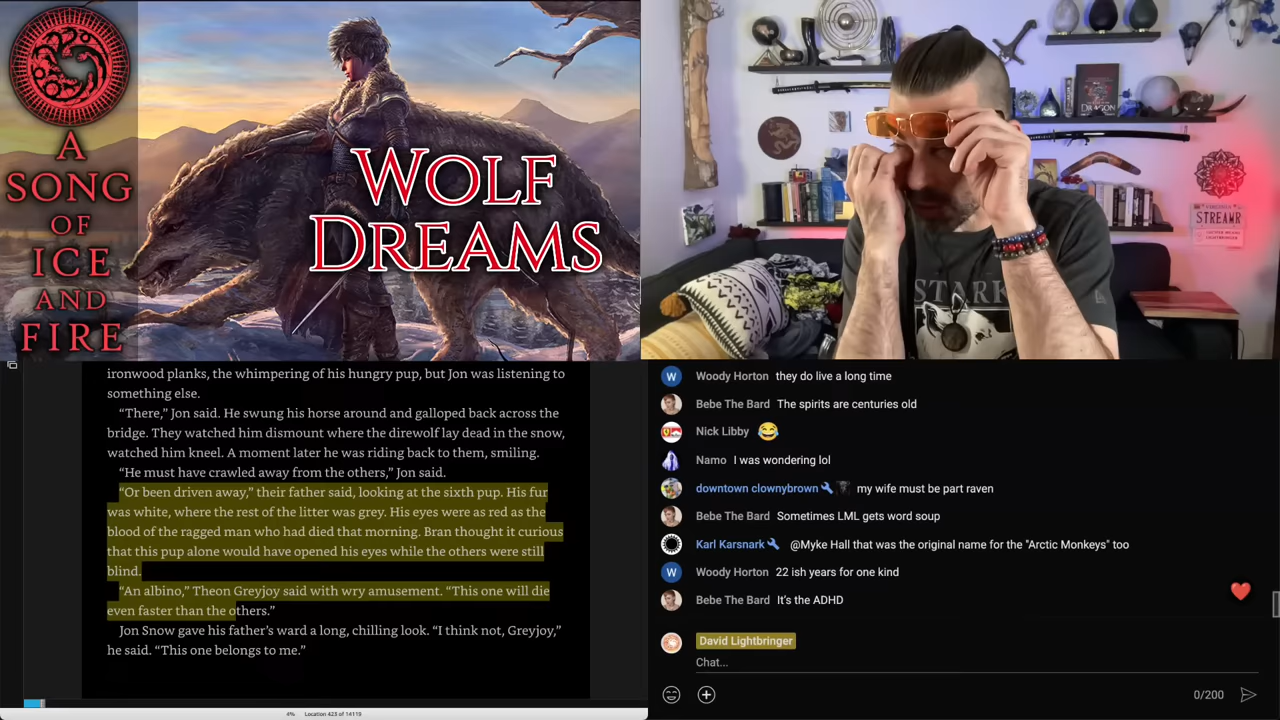 A
SONG
OF
ICE
AND
FIRE
WOLF
DREAMS
DRAGON
STREAMR
STARK
ironwood planks, the whimpering of his hungry pup, but Jon was listening to
something else.
“There,” Jon said. He swung his horse around and galloped back across the
bridge. They watched him dismount where the direwolf lay dead in the snow,
watched him kneel. A moment later he was riding back to them, smiling.
“He must have crawled away from the others,” Jon said.
“Or been driven away,” their father said, looking at the sixth pup. His fur
was white, where the rest of the litter was grey. His eyes were as red as the
blood of the ragged man who had died that morning. Bran thought it curious
that this pup alone would have opened his eyes while the others were still
blind.
“An albino,” Theon Greyjoy said with wry amusement. “This one will die
even faster than the others.”
Jon Snow gave his father’s ward a long, chilling look. “I think not, Greyjoy,”
he said. “This one belongs to me.”
4% Location 423 of 14113
W Woody Horton they do live a long time
Bebe The Bard The spirits are centuries old
Nick Libby 😂
Namo I was wondering lol
downtown clownybrown my wife must be part raven
Bebe The Bard Sometimes LML gets word soup
Karl Karsnark @Myke Hall that was the original name for the "Arctic Monkeys" too
W Woody Horton 22 ish years for one kind
Bebe The Bard It’s the ADHD
David Lightbringer
Chat...
0/200